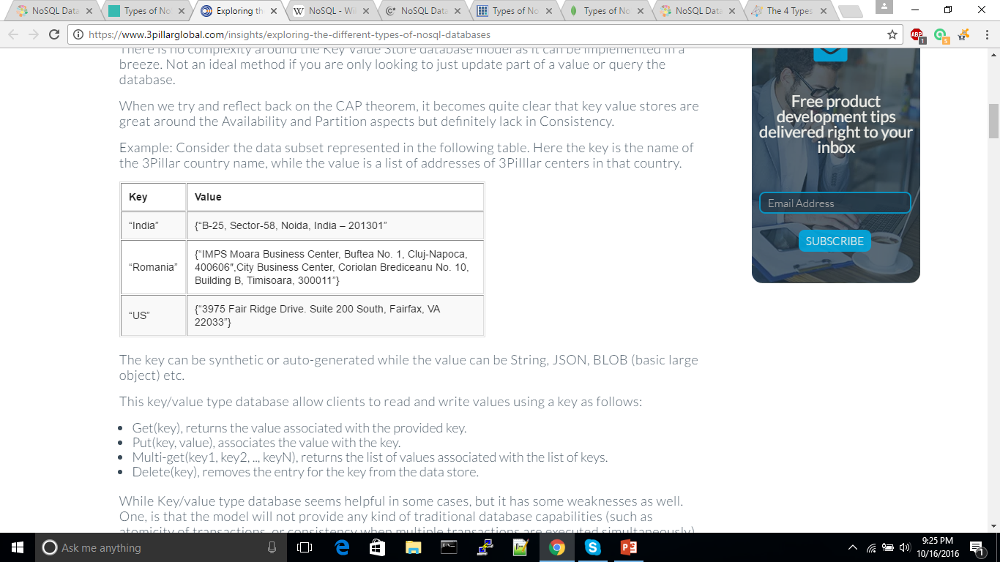 NoSQL Data
Types of No
Exploring th
NoSQL - Wi
NoSQL Data
Types of No
Types of No
NoSQL Data
The 4 Types
https://www.3pillarglobal.com/insights/exploring-the-different-types-of-nosql-databases
ABP
1
5
There is no complexity around the Key Value Store database model as it can be implemented in a
breeze. Not an ideal method if you are only looking to just update part of a value or query the
database.
When we try and reflect back on the CAP theorem, it becomes quite clear that key value stores are
great around the Availability and Partition aspects but definitely lack in Consistency.
Example: Consider the data subset represented in the following table. Here the key is the name of
the 3Pillar country name, while the value is a list of addresses of 3PiIllar centers in that country.
Key Value
“India” {“B-25, Sector-58, Noida, India – 201301”
“Romania” {“IMPS Moara Business Center, Buftea No. 1, Cluj-Napoca,
400606″,City Business Center, Coriolan Brediceanu No. 10,
Building B, Timisoara, 300011”}
“US” {“3975 Fair Ridge Drive. Suite 200 South, Fairfax, VA
22033”}
The key can be synthetic or auto-generated while the value can be String, JSON, BLOB (basic large
object) etc.
This key/value type database allow clients to read and write values using a key as follows:
• Get(key), returns the value associated with the provided key.
• Put(key, value), associates the value with the key.
• Multi-get(key1, key2, .., keyN), returns the list of values associated with the list of keys.
• Delete(key), removes the entry for the key from the data store.
While Key/value type database seems helpful in some cases, but it has some weaknesses as well.
One, is that the model will not provide any kind of traditional database capabilities (such as
atomicity of transactions, or consistency when multiple transactions are executed simultaneously).
Free product
development tips
delivered right to your
inbox
Email Address
SUBSCRIBE
Ask me anything
9:25 PM
10/16/2016
1